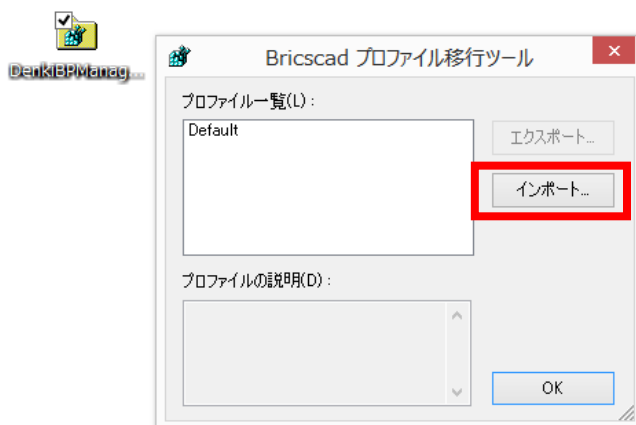 DenkiBPManag...
Bricscad プロファイル移行ツール
プロファイル一覧(L) :
Default
エクスポート...
インポート...
プロファイルの説明(D) :
OK